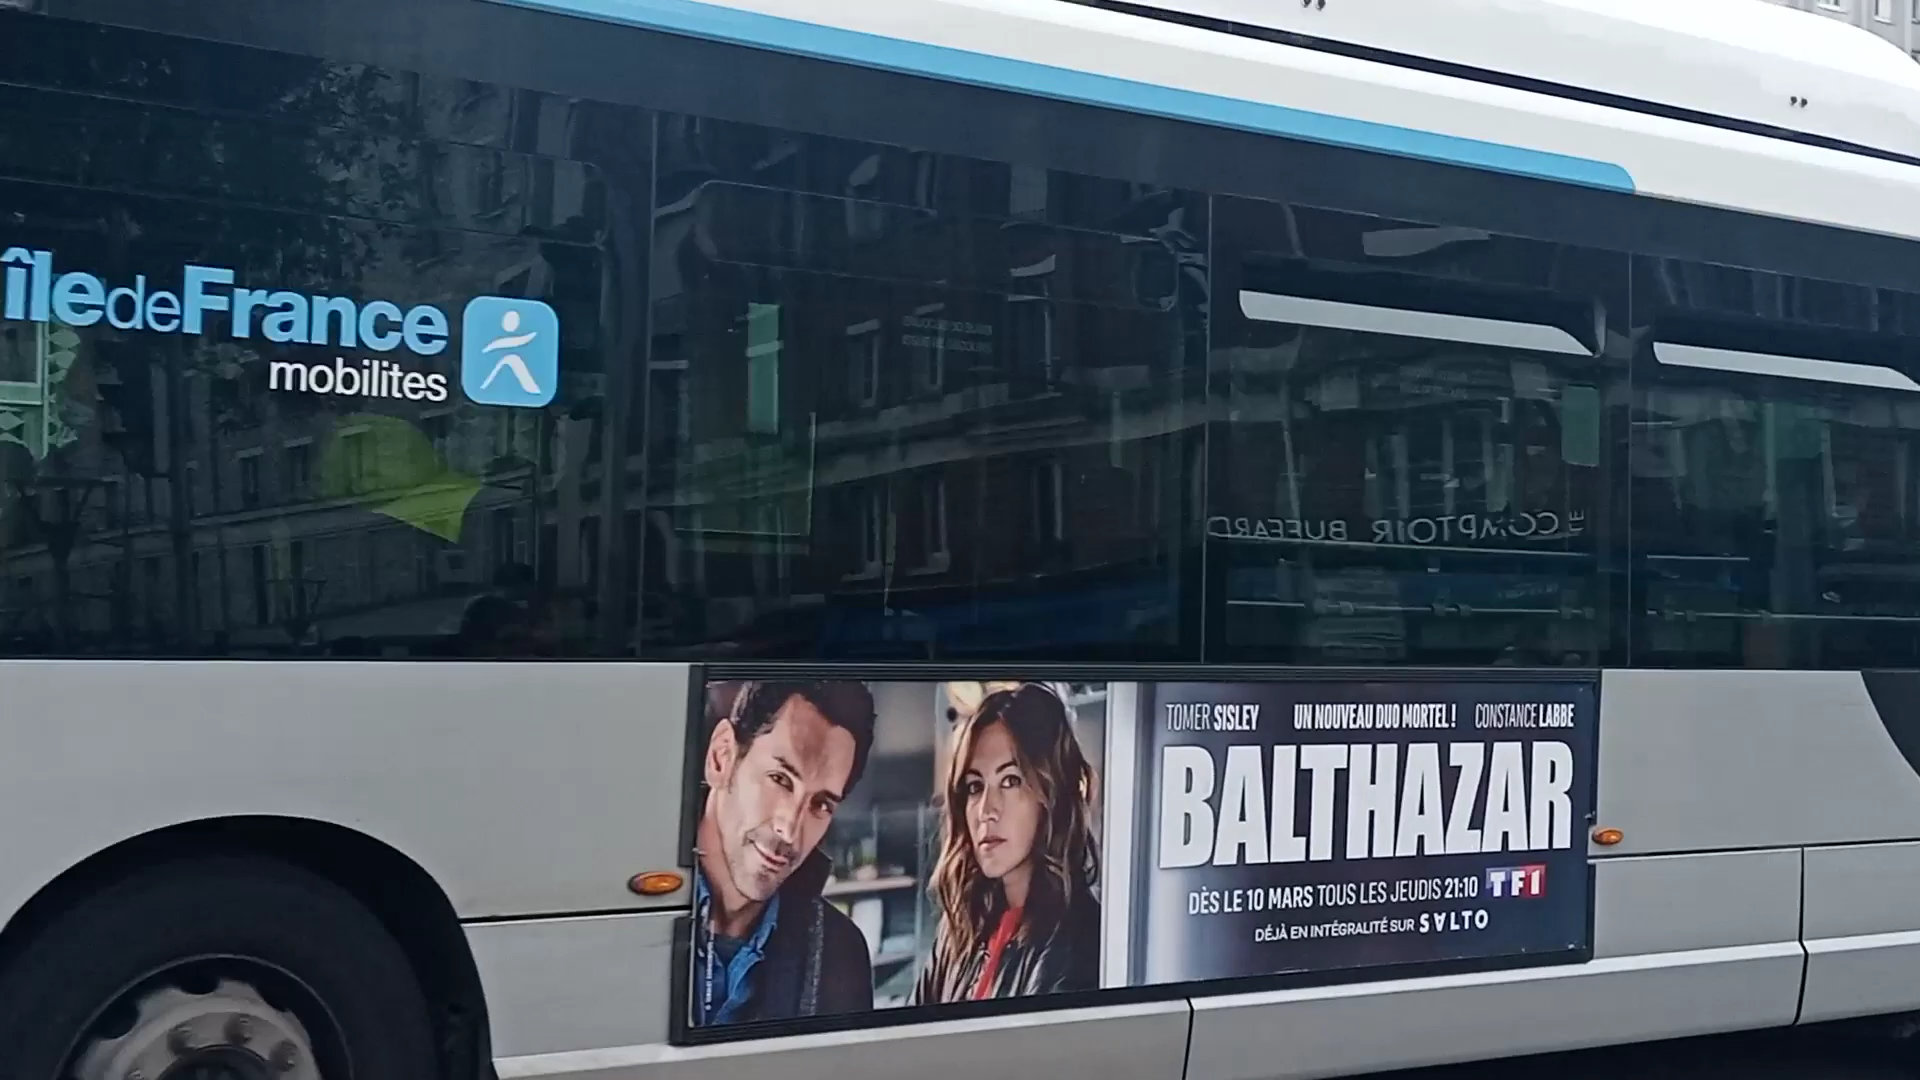 îledeFrance
mobilites
LE COMPTOIR BUFFARD
TOMER SISLEY UN NOUVEAU DUO MORTEL ! CONSTANCE LABBE
BALTHAZAR
DÈS LE 10 MARS TOUS LES JEUDIS 21:10 TF1
DÉJÀ EN INTÉGRALITÉ SUR SALTO